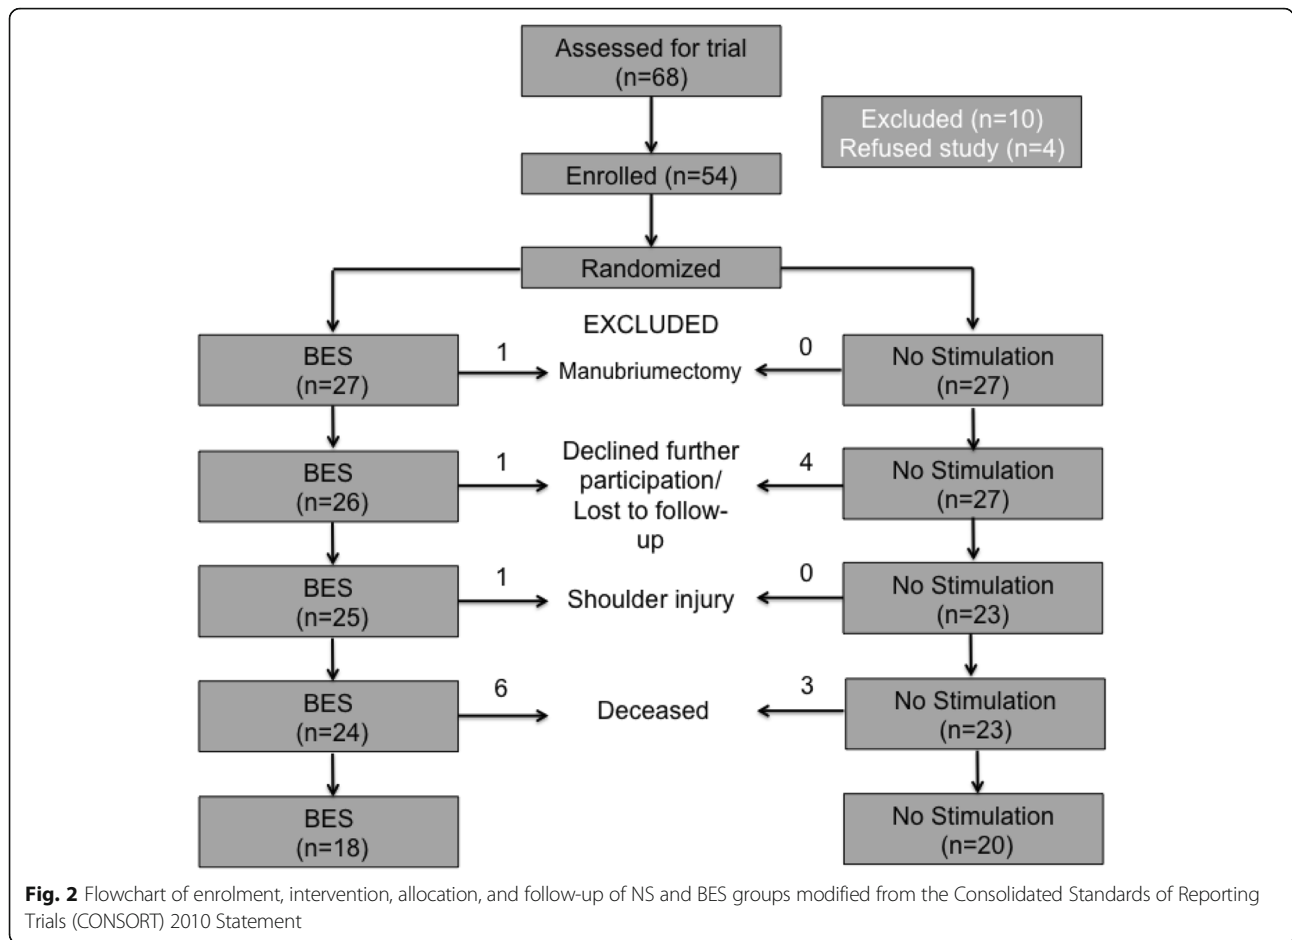 Assessed for trial
(n=68)
Excluded (n=10)
Refused study (n=4)
Enrolled (n=54)
Randomized
EXCLUDED
BES
(n=27)
1
Manubriumectomy
0
No Stimulation
(n=27)
BES
(n=26)
1
Declined further
participation/
Lost to follow-
up
4
No Stimulation
(n=27)
BES
(n=25)
1
Shoulder injury
0
No Stimulation
(n=23)
BES
(n=24)
6
Deceased
3
No Stimulation
(n=23)
BES
(n=18)
No Stimulation
(n=20)
Fig. 2 Flowchart of enrolment, intervention, allocation, and follow-up of NS and BES groups modified from the Consolidated Standards of Reporting
Trials (CONSORT) 2010 Statement